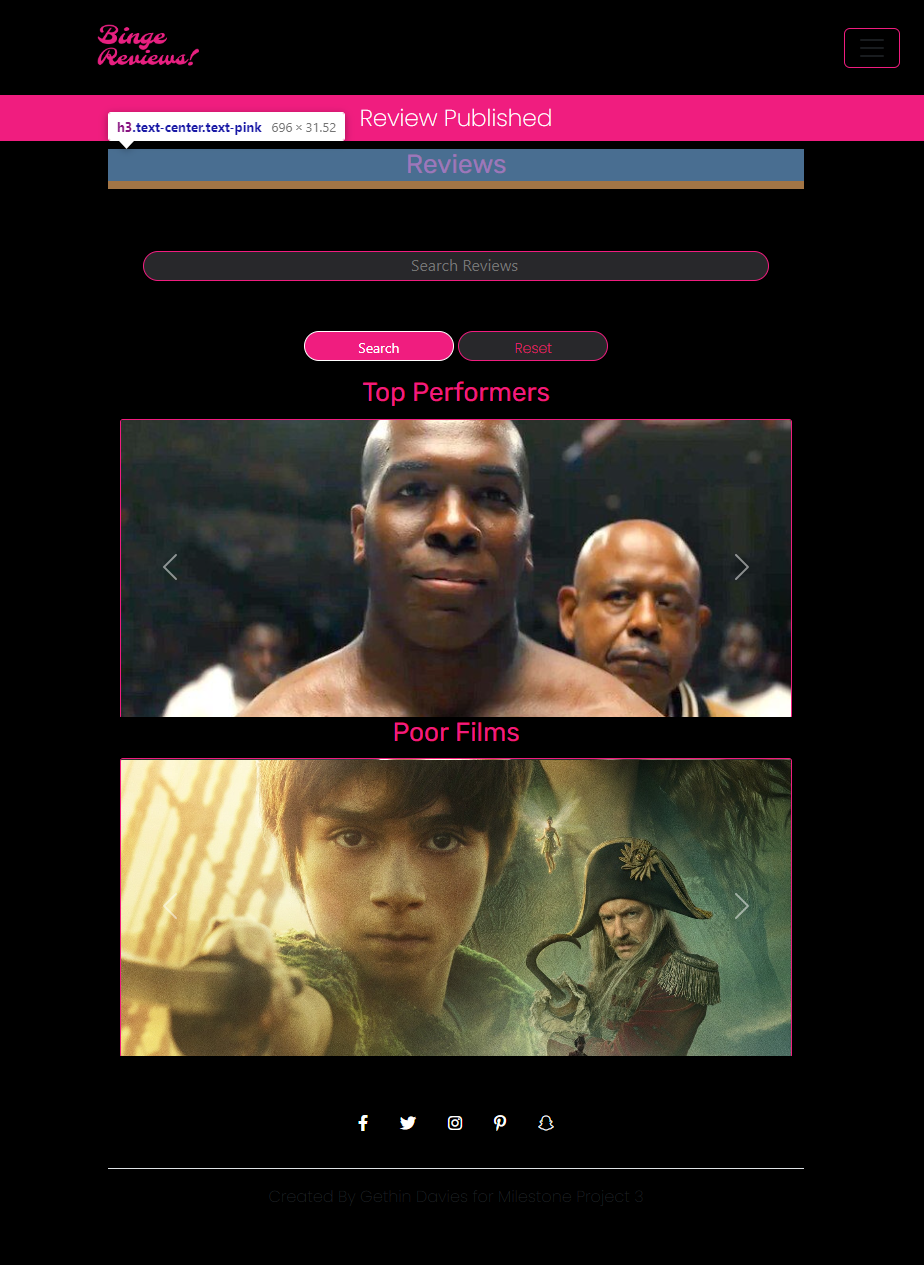 Binge
Reviews!
Review Published
h3.text-center.text-pink 696 × 31.52
Reviews
Search Reviews
Search Reset
Top Performers
Poor Films
Created By Gethin Davies for Milestone Project 3